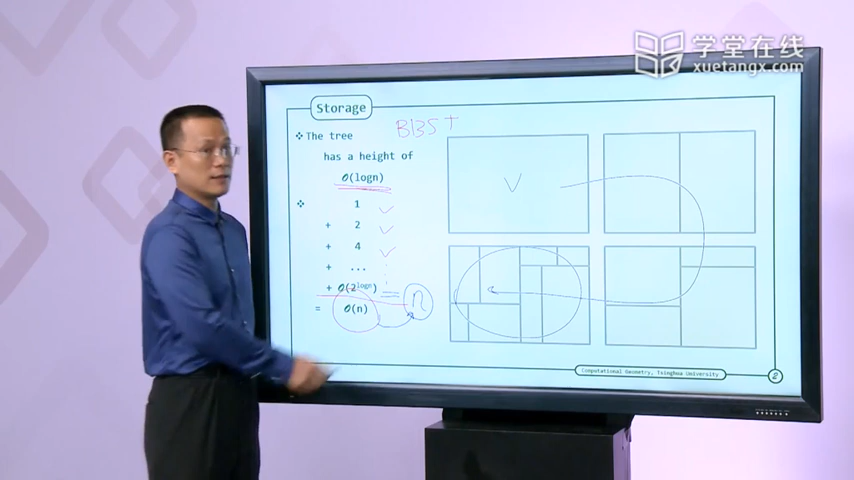 学堂在线
xuetangx.com
Storage
❖ The tree
BBST
has a height of
O(logn)
❖ 1
+ 2
+ 4
+ ...
+ O(2^logn)
= O(n)
n
V
Computational Geometry, Tsinghua University
2